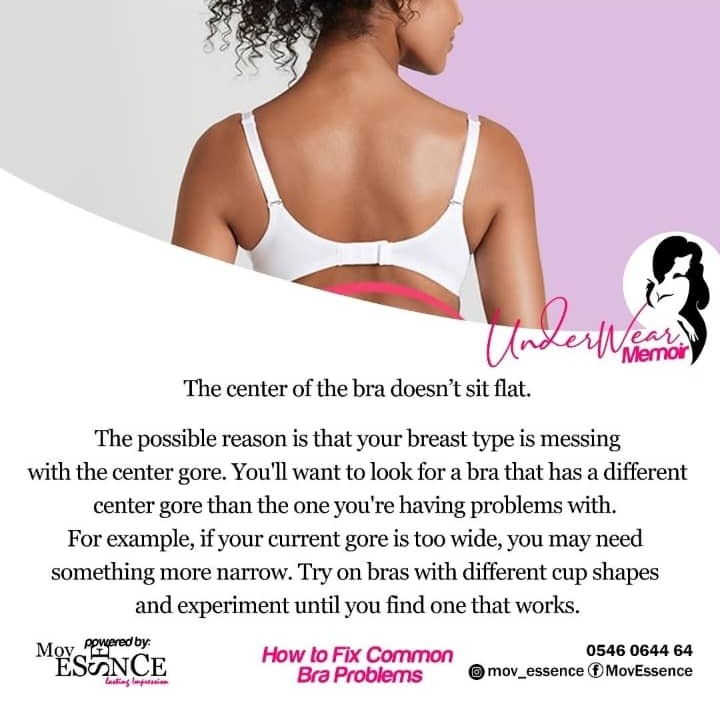 UnderWear
Memoir
The center of the bra doesn’t sit flat.
The possible reason is that your breast type is messing
with the center gore. You'll want to look for a bra that has a different
center gore than the one you're having problems with.
For example, if your current gore is too wide, you may need
something more narrow. Try on bras with different cup shapes
and experiment until you find one that works.
powered by:
Mov
ESSENCE
lasting Impression
How to Fix Common
Bra Problems
0546 0644 64
mov_essence MovEssence